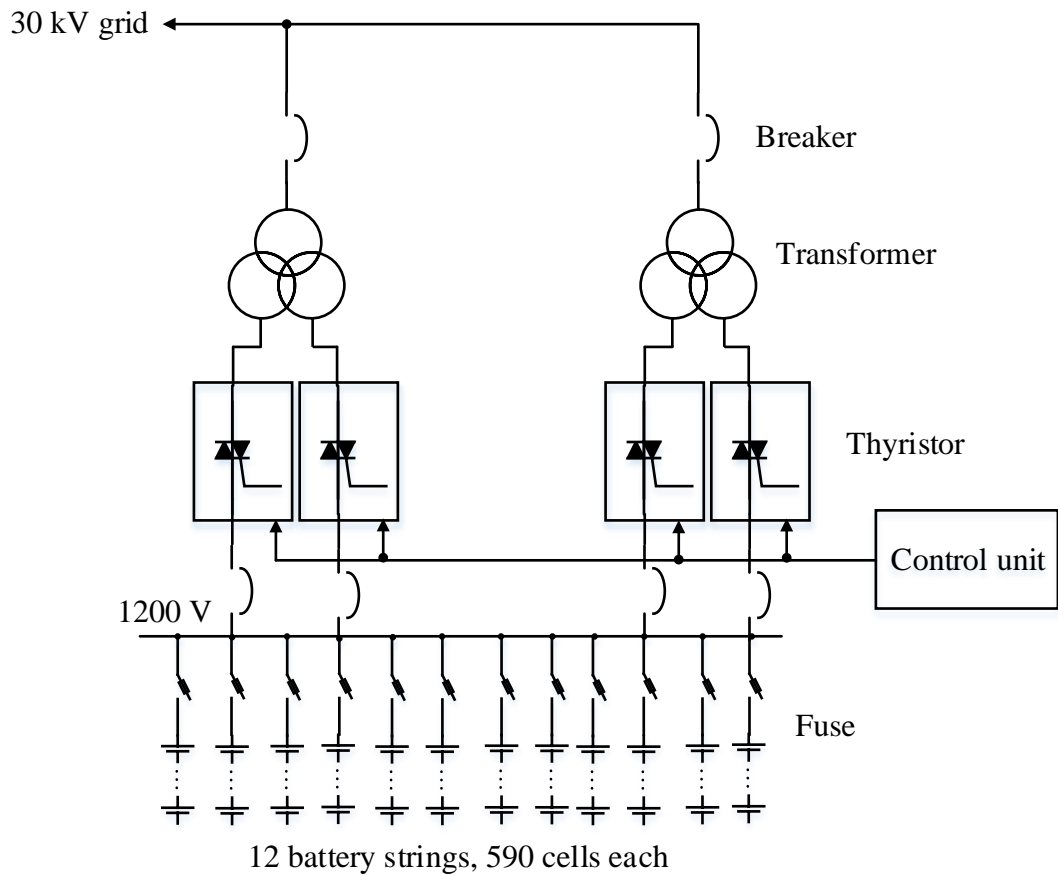 30 kV grid
Breaker
Transformer
Thyristor
Control unit
1200 V
Fuse
12 battery strings, 590 cells each